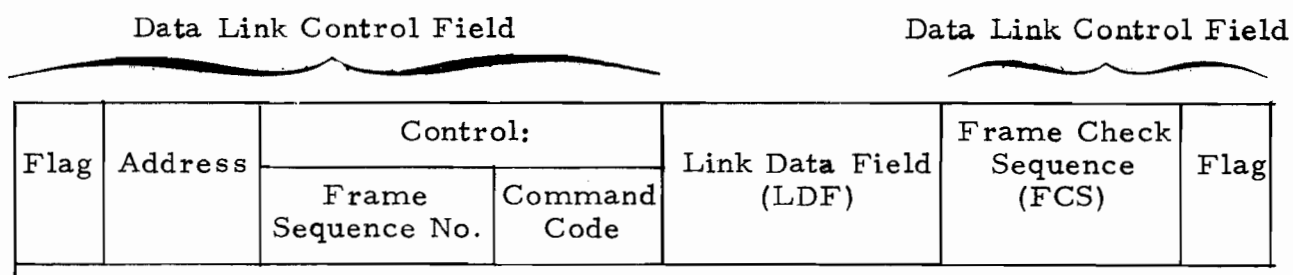 Data Link Control Field Data Link Control Field
Flag Address Control: Link Data Field (LDF) Frame Check Sequence (FCS) Flag
Frame Sequence No. Command Code